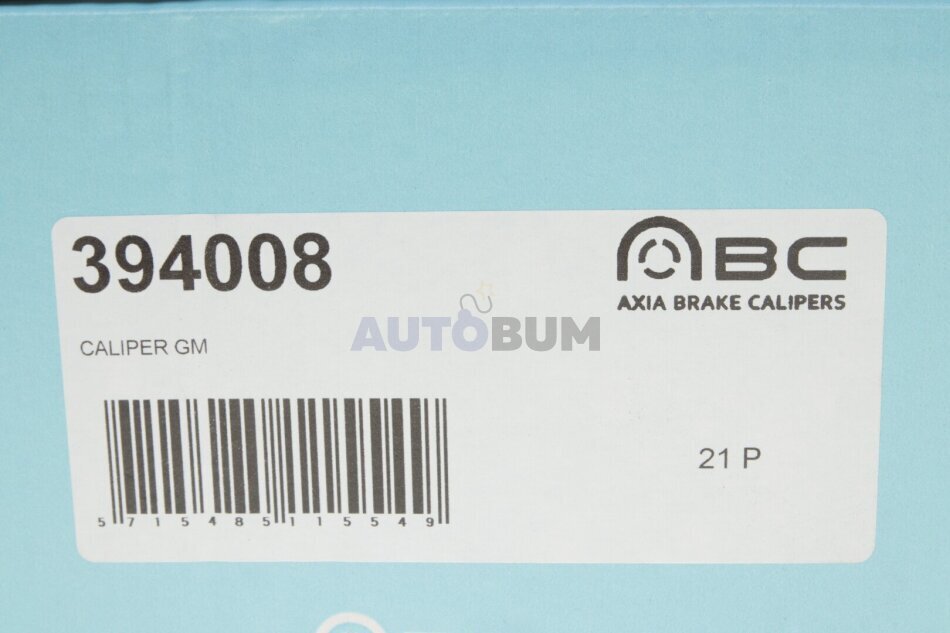 394008
ABC
AXIA BRAKE CALIPERS
AUTOBUM
CALIPER GM
21 P
5 715485 115549